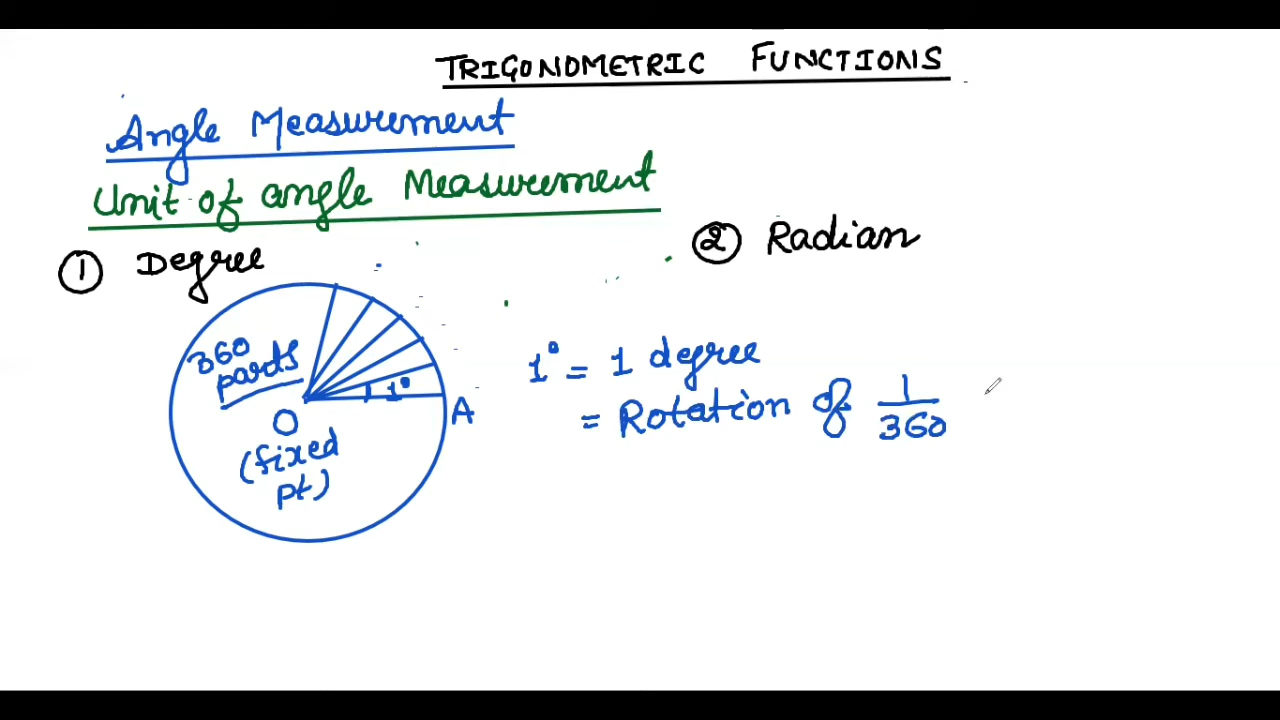 TRIGONOMETRIC FUNCTIONS
Angle Measurement
Unit of angle Measurement
① Degree
② Radian
360
parts
1°
O
A
(fixed
pt)
1° = 1 degree
= Rotation of 1/360